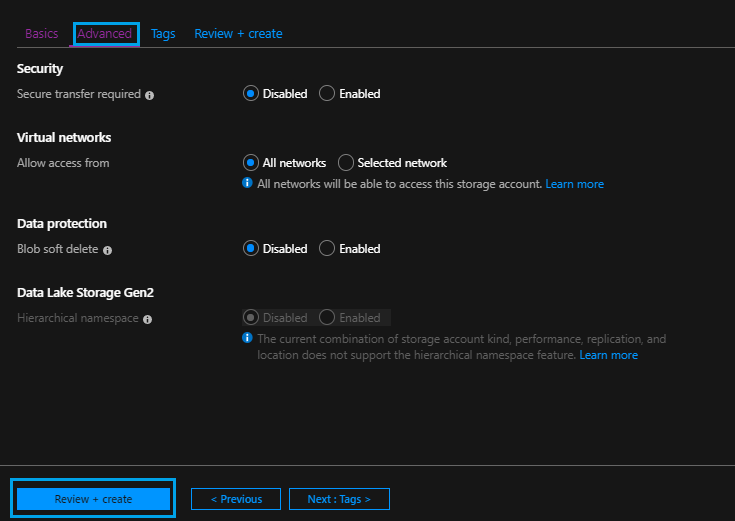 Basics Advanced Tags Review + create
Security
Secure transfer required Disabled Enabled
Virtual networks
Allow access from All networks Selected network
All networks will be able to access this storage account. Learn more
Data protection
Blob soft delete Disabled Enabled
Data Lake Storage Gen2
Hierarchical namespace Disabled Enabled
The current combination of storage account kind, performance, replication, and
location does not support the hierarchical namespace feature. Learn more
Review + create < Previous Next : Tags >